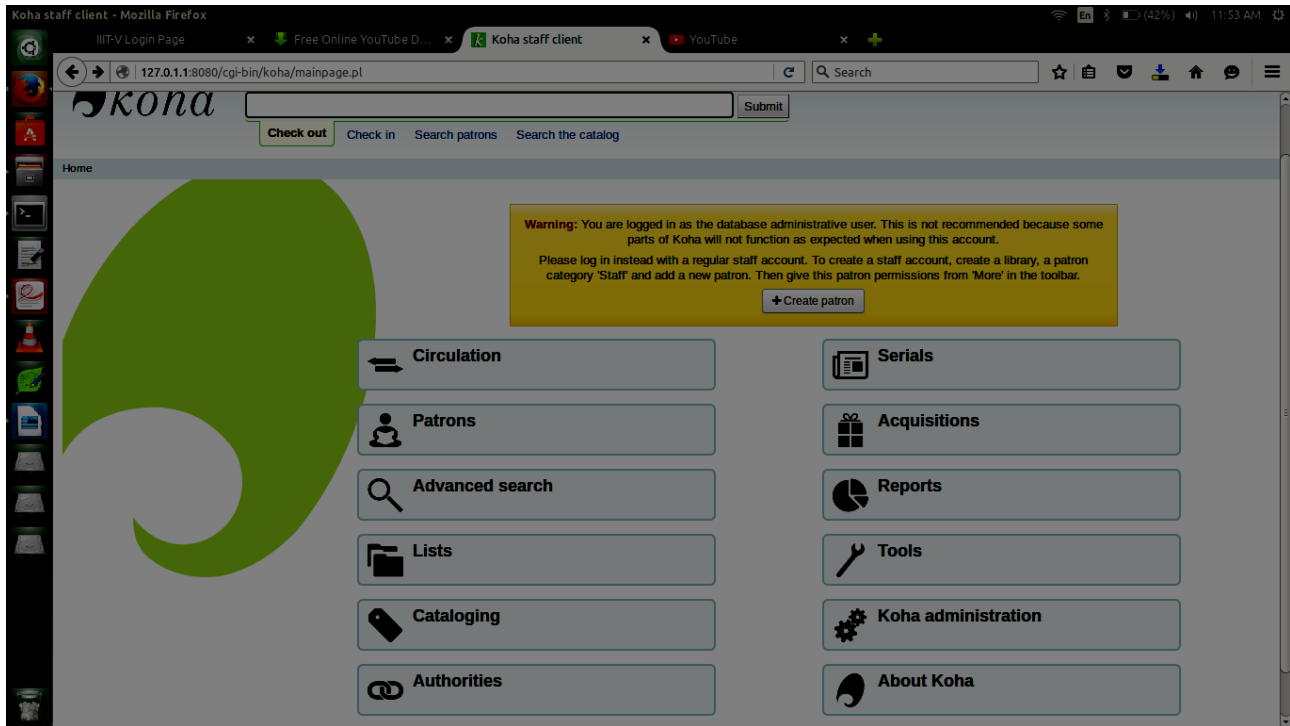 Koha staff client - Mozilla Firefox
En (42%) 11:53 AM
IIIT-V Login Page × Free Online YouTube D... × Koha staff client × YouTube ×
127.0.1.1:8080/cgi-bin/koha/mainpage.pl Search
koha Submit
Check out Check in Search patrons Search the catalog
Home
Warning: You are logged in as the database administrative user. This is not recommended because some
parts of Koha will not function as expected when using this account.
Please log in instead with a regular staff account. To create a staff account, create a library, a patron
category 'Staff' and add a new patron. Then give this patron permissions from 'More' in the toolbar.
+ Create patron
Circulation
Serials
Patrons
Acquisitions
Advanced search
Reports
Lists
Tools
Cataloging
Koha administration
Authorities
About Koha